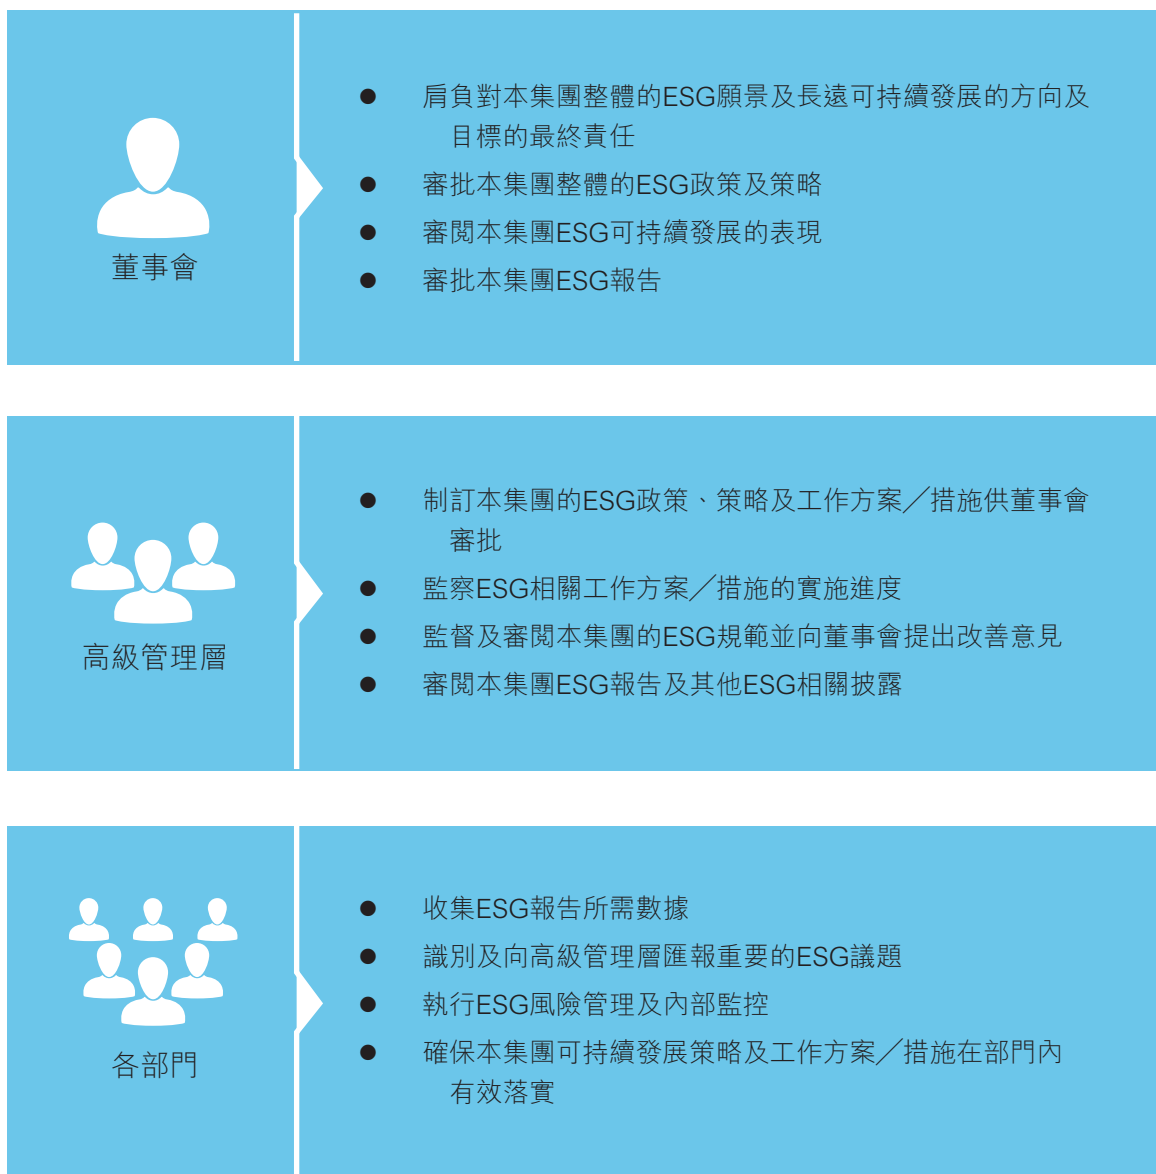 董事會
● 肩負對本集團整體的ESG願景及長遠可持續發展的方向及
目標的最終責任
● 審批本集團整體的ESG政策及策略
● 審閱本集團ESG可持續發展的表現
● 審批本集團ESG報告
高級管理層
● 制訂本集團的ESG政策、策略及工作方案／措施供董事會
審批
● 監察ESG相關工作方案／措施的實施進度
● 監督及審閱本集團的ESG規範並向董事會提出改善意見
● 審閱本集團ESG報告及其他ESG相關披露
各部門
● 收集ESG報告所需數據
● 識別及向高級管理層匯報重要的ESG議題
● 執行ESG風險管理及內部監控
● 確保本集團可持續發展策略及工作方案／措施在部門內
有效落實